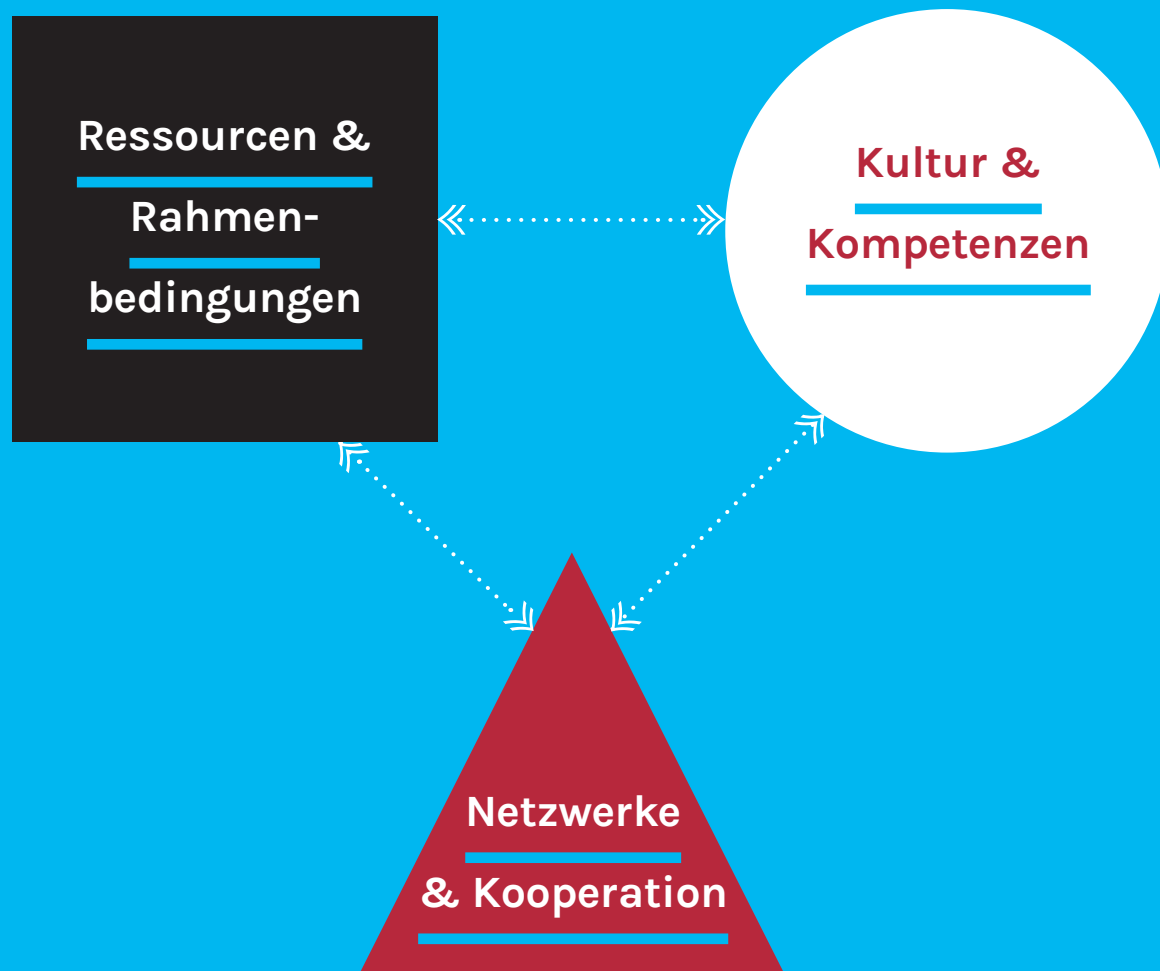 Ressourcen &
Rahmen-
bedingungen
Kultur &
Kompetenzen
Netzwerke
& Kooperation